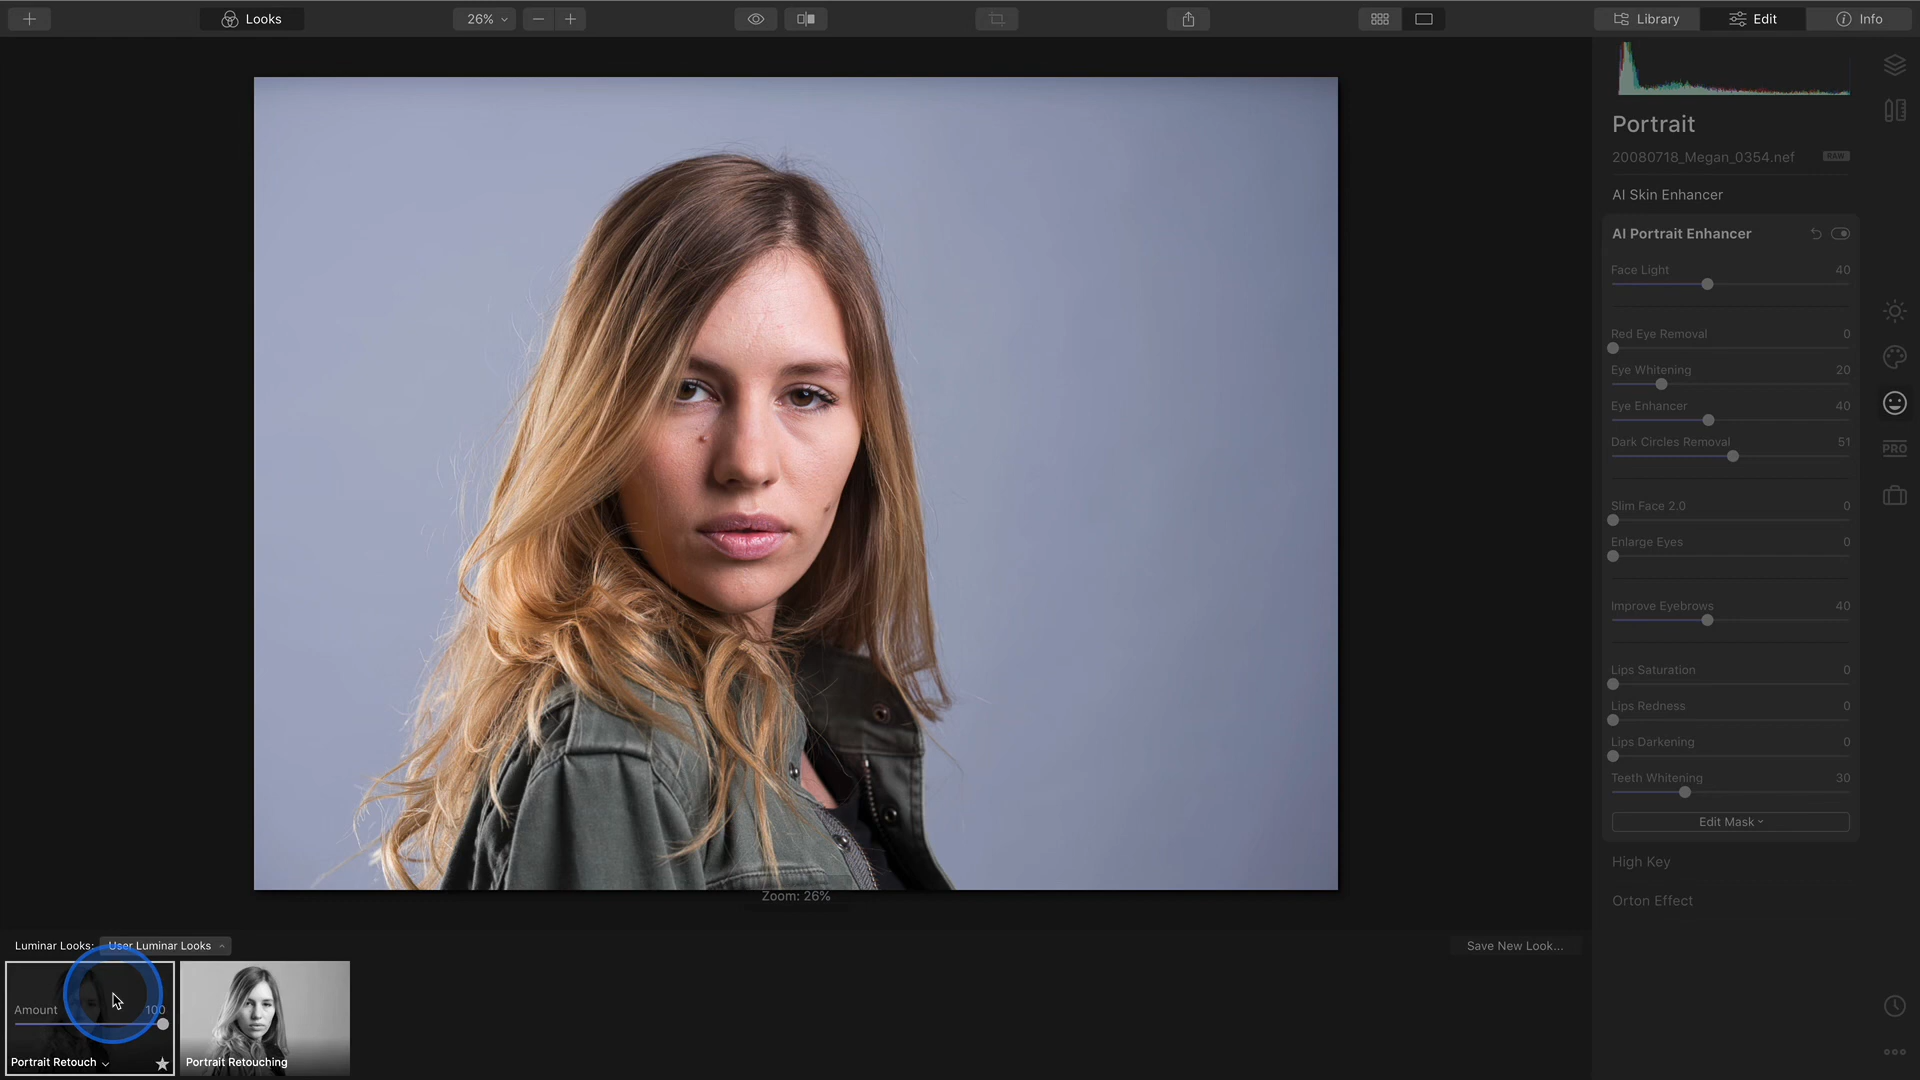 Looks
26%
Library
Edit
Info
Portrait
20080718_Megan_0354.nef RAW
AI Skin Enhancer
AI Portrait Enhancer
Face Light 40
Red Eye Removal 0
Eye Whitening 20
Eye Enhancer 40
Dark Circles Removal 51
PRO
Slim Face 2.0 0
Enlarge Eyes 0
Improve Eyebrows 40
Lips Saturation 0
Lips Redness 0
Lips Darkening 0
Teeth Whitening 30
Edit Mask
High Key
Orton Effect
Zoom: 26%
Luminar Looks: User Luminar Looks
Save New Look...
Amount 100
Portrait Retouch
Portrait Retouching